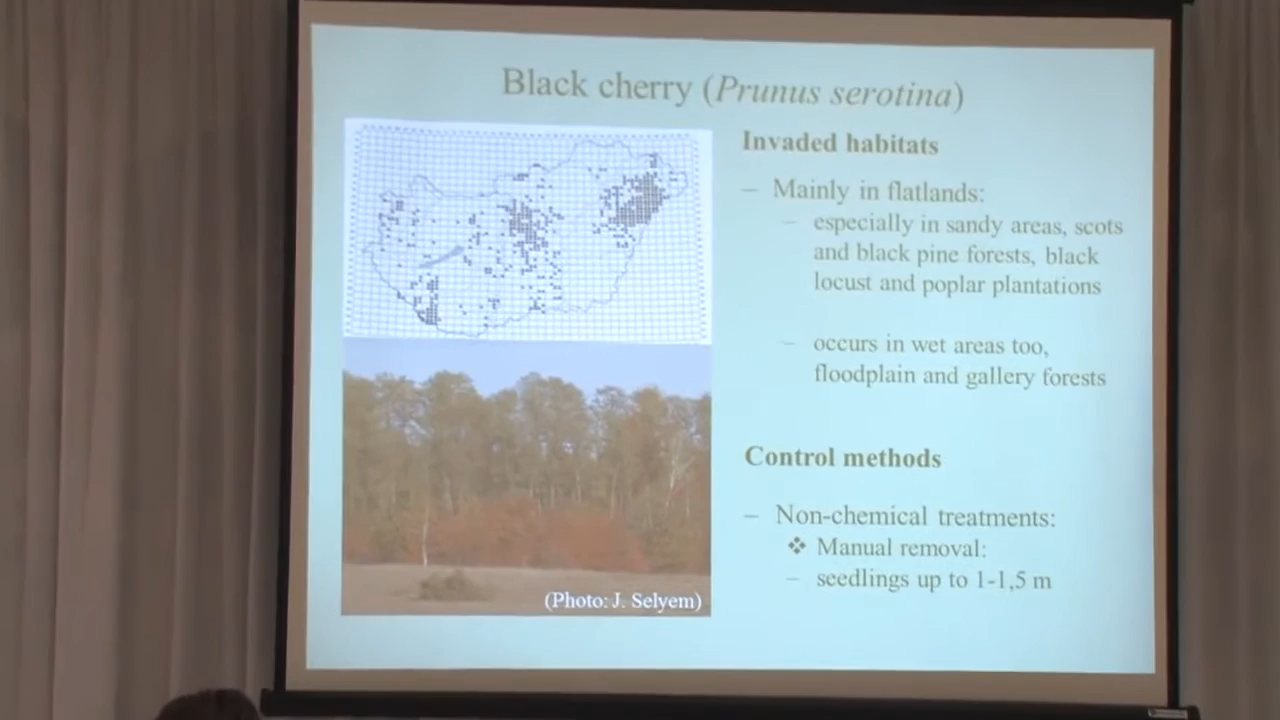 Black cherry (Prunus serotina)
Invaded habitats
– Mainly in flatlands:
– especially in sandy areas, scots
and black pine forests, black
locust and poplar plantations
– occurs in wet areas too,
floodplain and gallery forests
Control methods
– Non-chemical treatments:
❖ Manual removal:
– seedlings up to 1-1,5 m
(Photo: J. Selyem)